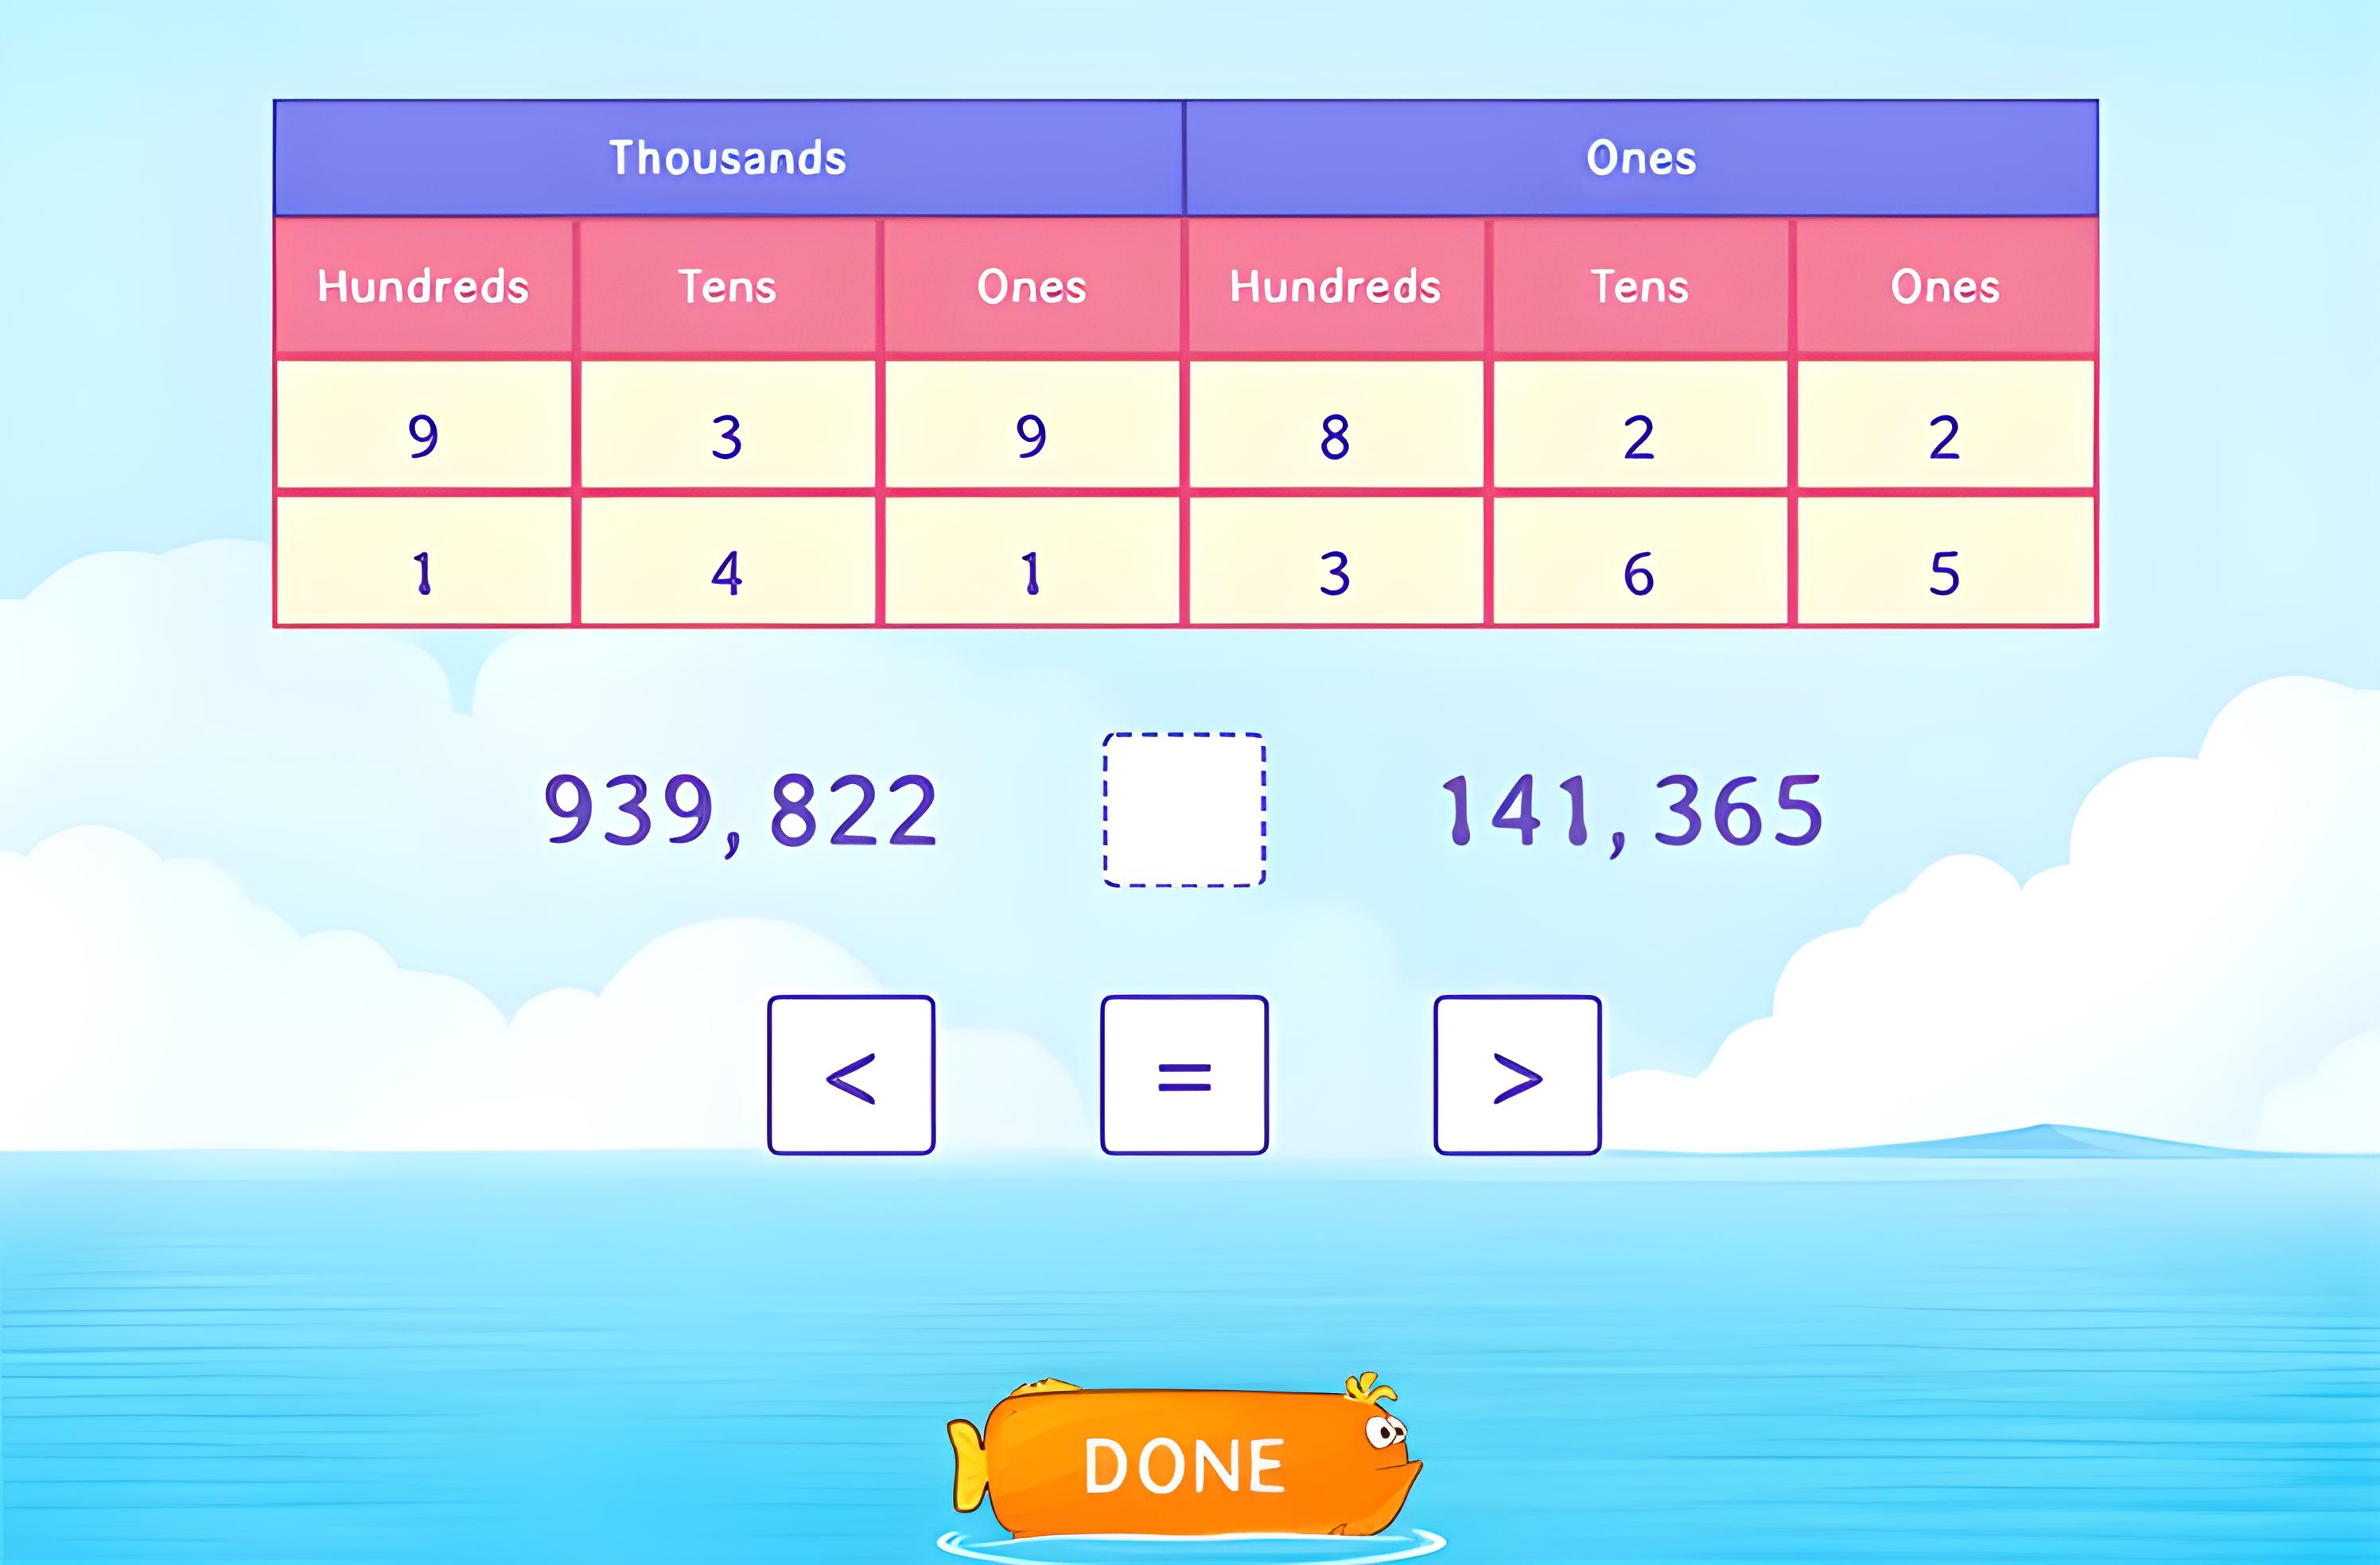 Thousands Ones
Hundreds Tens Ones Hundreds Tens Ones
9 3 9 8 2 2
1 4 1 3 6 5
939,822 141,365
< = >
DONE